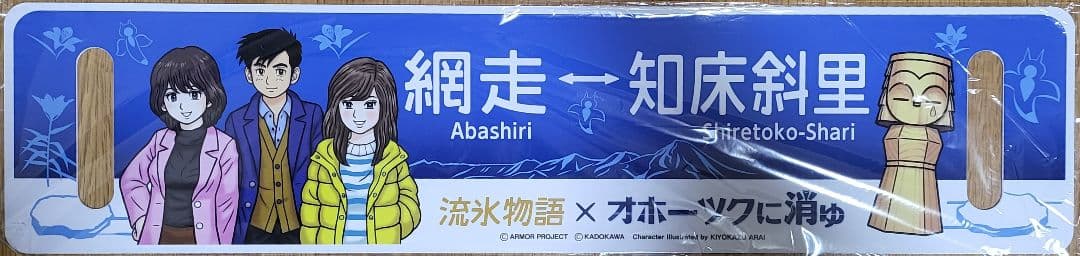 網走 ↔ 知床斜里
Abashiri Shiretoko-Shari
流氷物語 × オホーツクに消ゆ
Ⓒ ARMOR PROJECT Ⓒ KADOKAWA Character Illustrated by KIYOKAZU ARAI